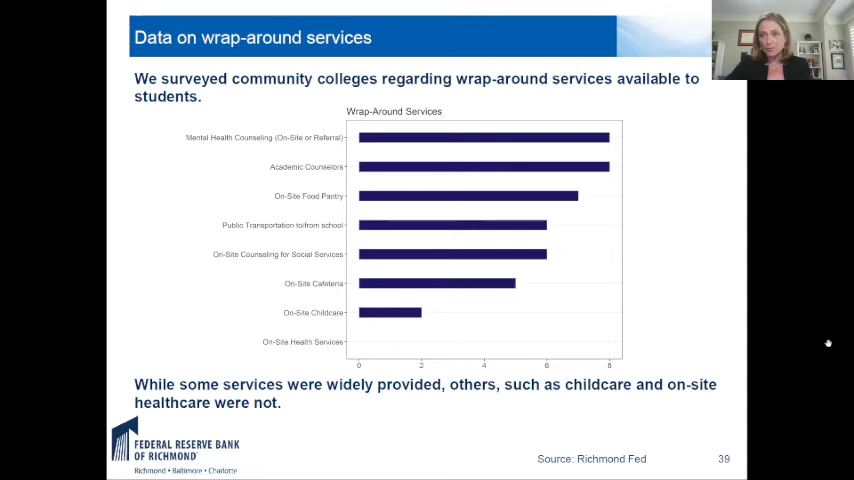 Data on wrap-around services
We surveyed community colleges regarding wrap-around services available to
students.
Wrap-Around Services
Mental Health Counseling (On-Site or Referral)
Academic Counselors
On-Site Food Pantry
Public Transportation to/from school
On-Site Counseling for Social Services
On-Site Cafeteria
On-Site Childcare
On-Site Health Services
0 2 4 6 8
While some services were widely provided, others, such as childcare and on-site
healthcare were not.
FEDERAL RESERVE BANK
OF RICHMOND
Richmond • Baltimore • Charlotte
Source: Richmond Fed
39